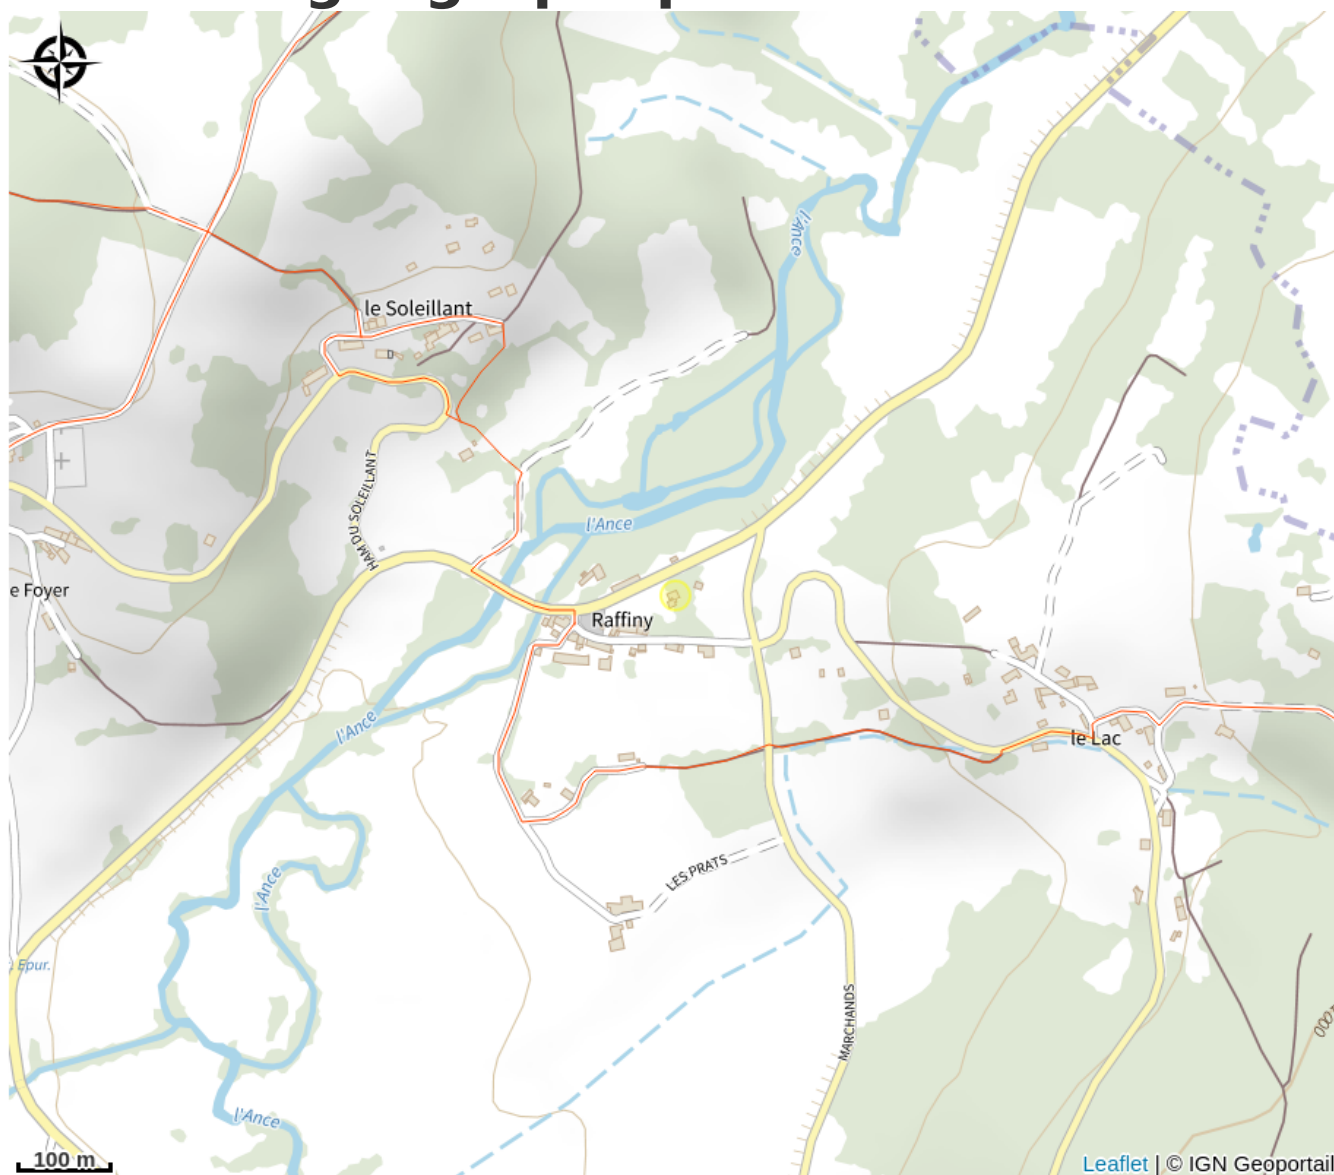 l'Ance
le Soleillant
D
HAM DU SOLEILLANT
l'Ance
e Foyer
Raffiny
l'Ance
le Lac
LES PRATS
l'Ance
. Epur.
MARCHANDS
1000
l'Ance
100 m
Leaflet | © IGN Geoportail